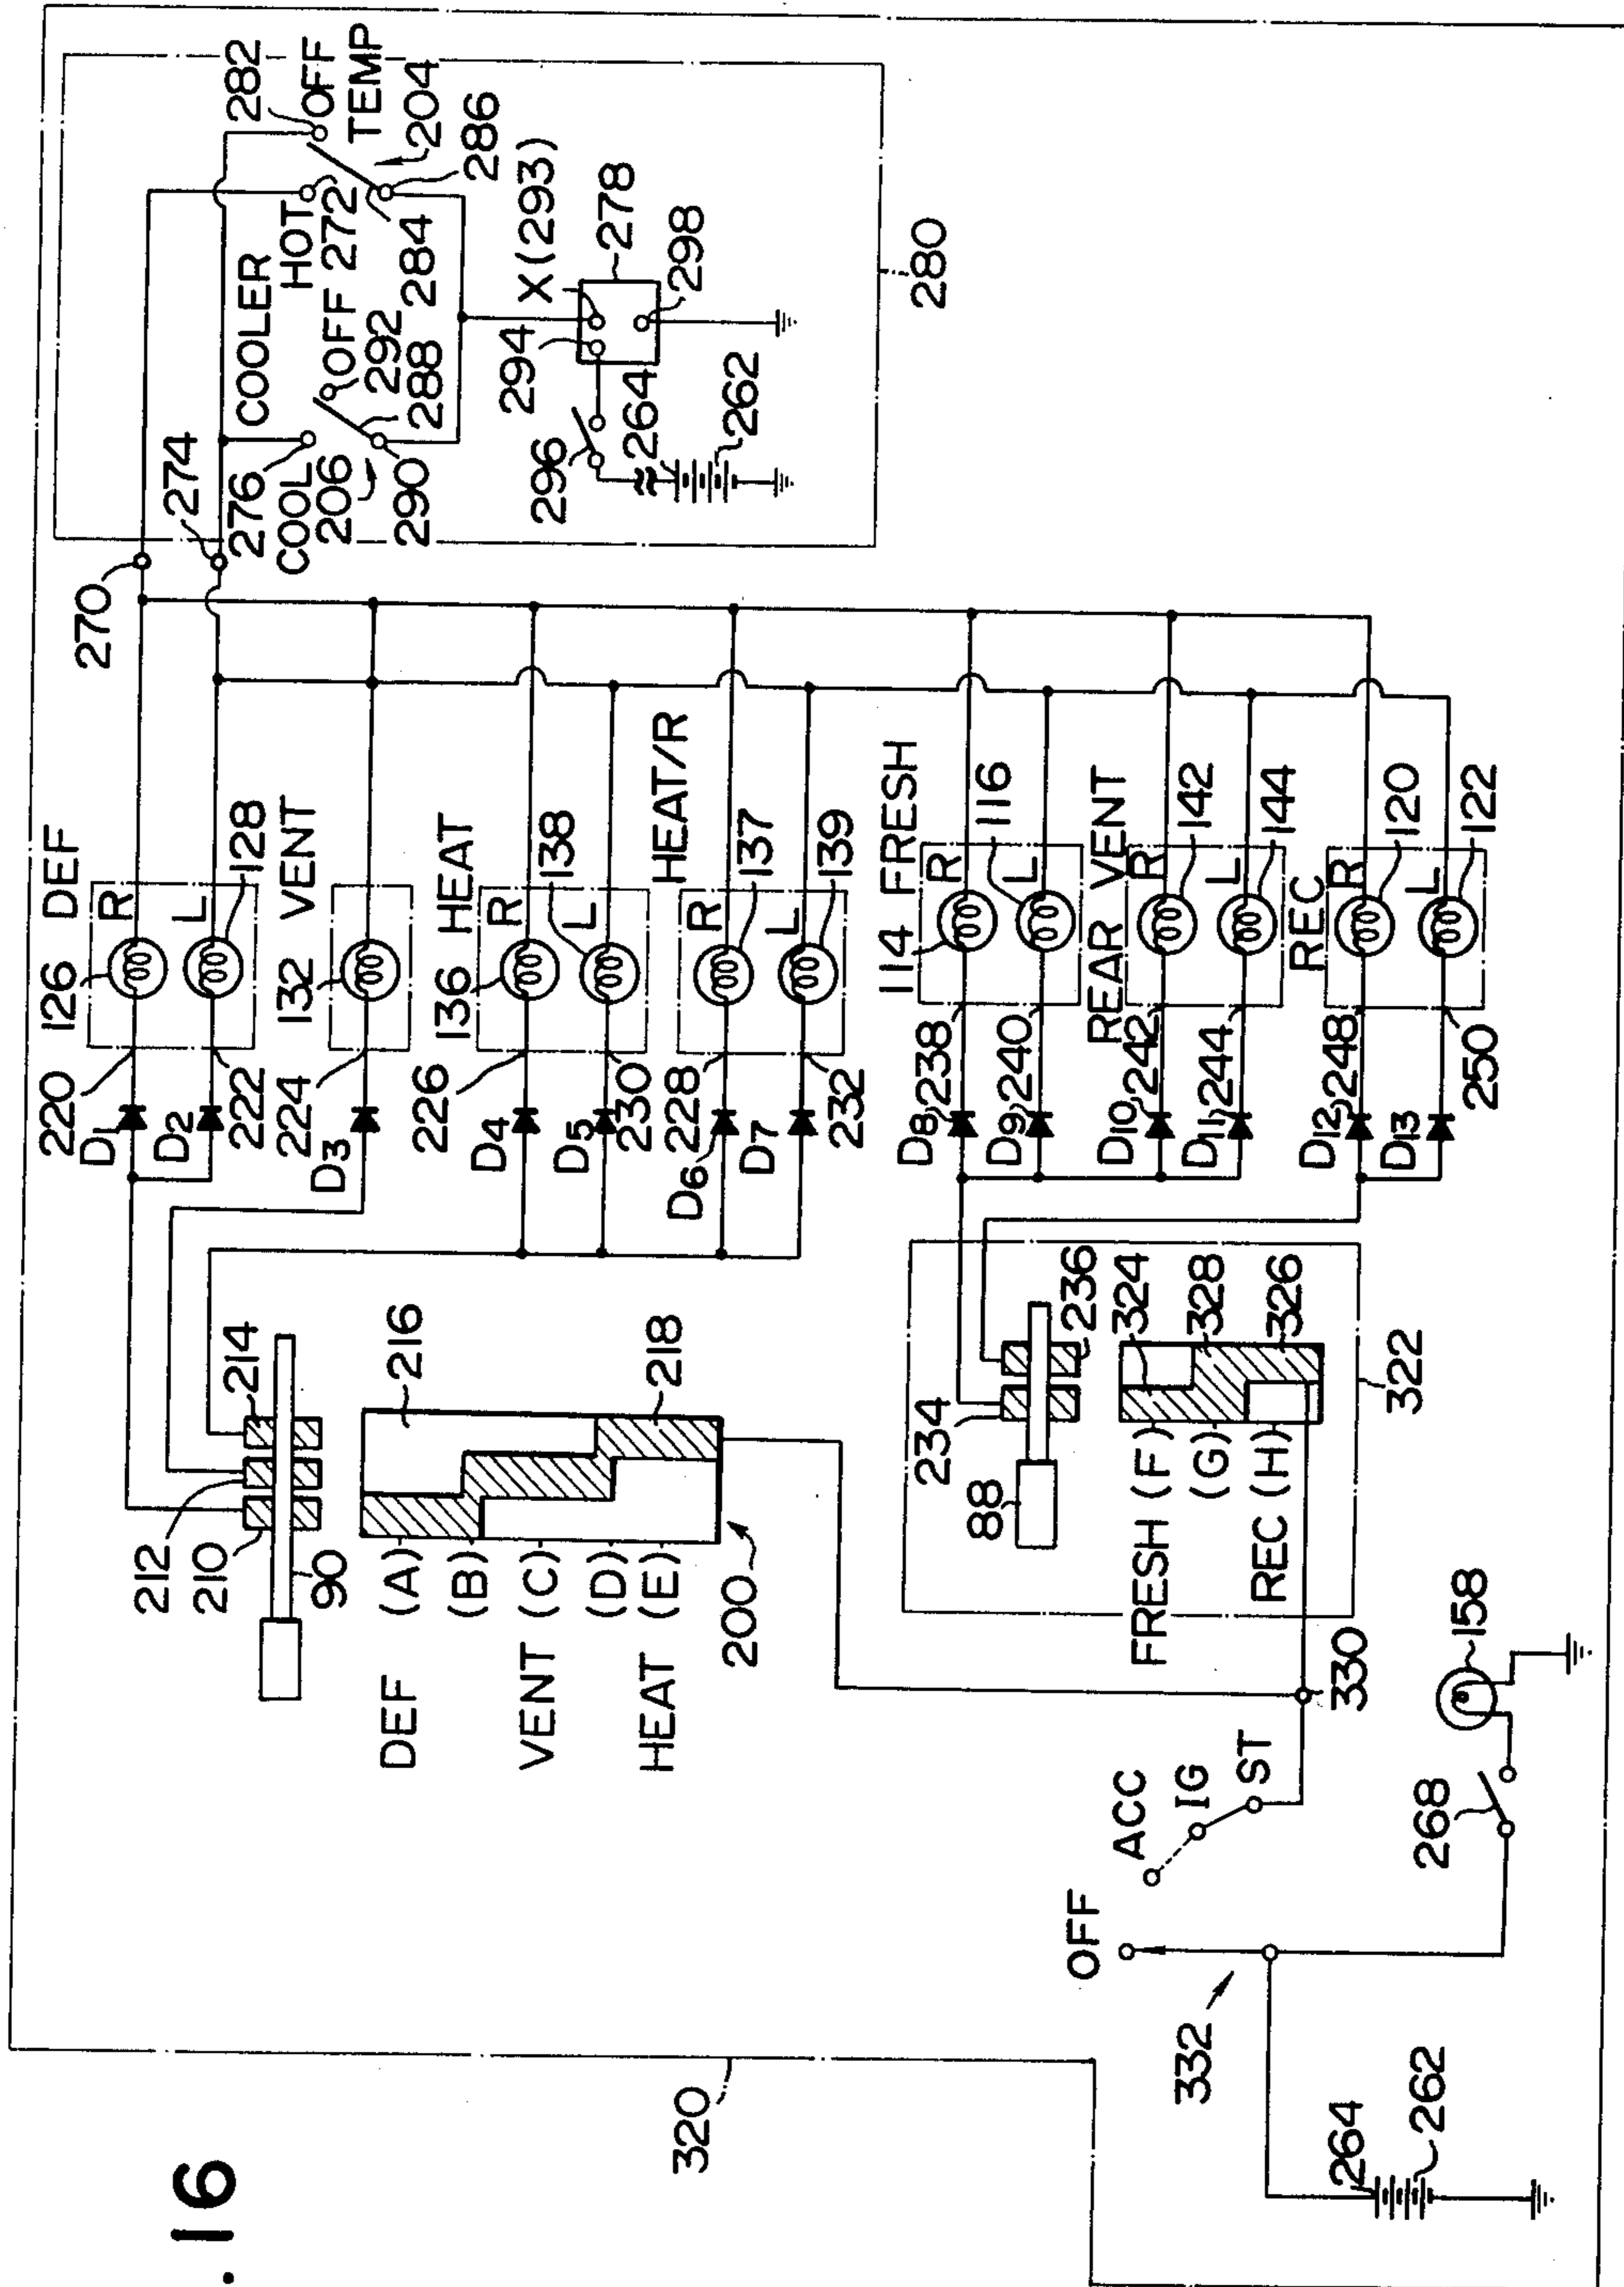 . 16
320
270
274
276
COOL
206
290
COOLER
OFF
292
288
HOT
272
284
282
OFF
TEMP
204
286
X(293)
294
278
296
264
262
298
280
DEF
126
R
L
128
220
D1
D2
222
132
VENT
224
D3
136
HEAT
R
138
L
226
D4
D5
230
HEAT/R
R
137
L
139
228
D6
D7
232
114
FRESH
R
116
L
D8
238
D9
240
REAR VENT
R
142
L
144
D10
242
D11
244
REC
R
120
L
122
D12
248
D13
250
212
210
214
90
216
218
DEF (A)
(B)
VENT (C)
(D)
HEAT (E)
200
234
236
88
324
328
326
FRESH (F)
(G)
REC (H)
322
330
OFF
ACC
IG
ST
332
268
158
264
262